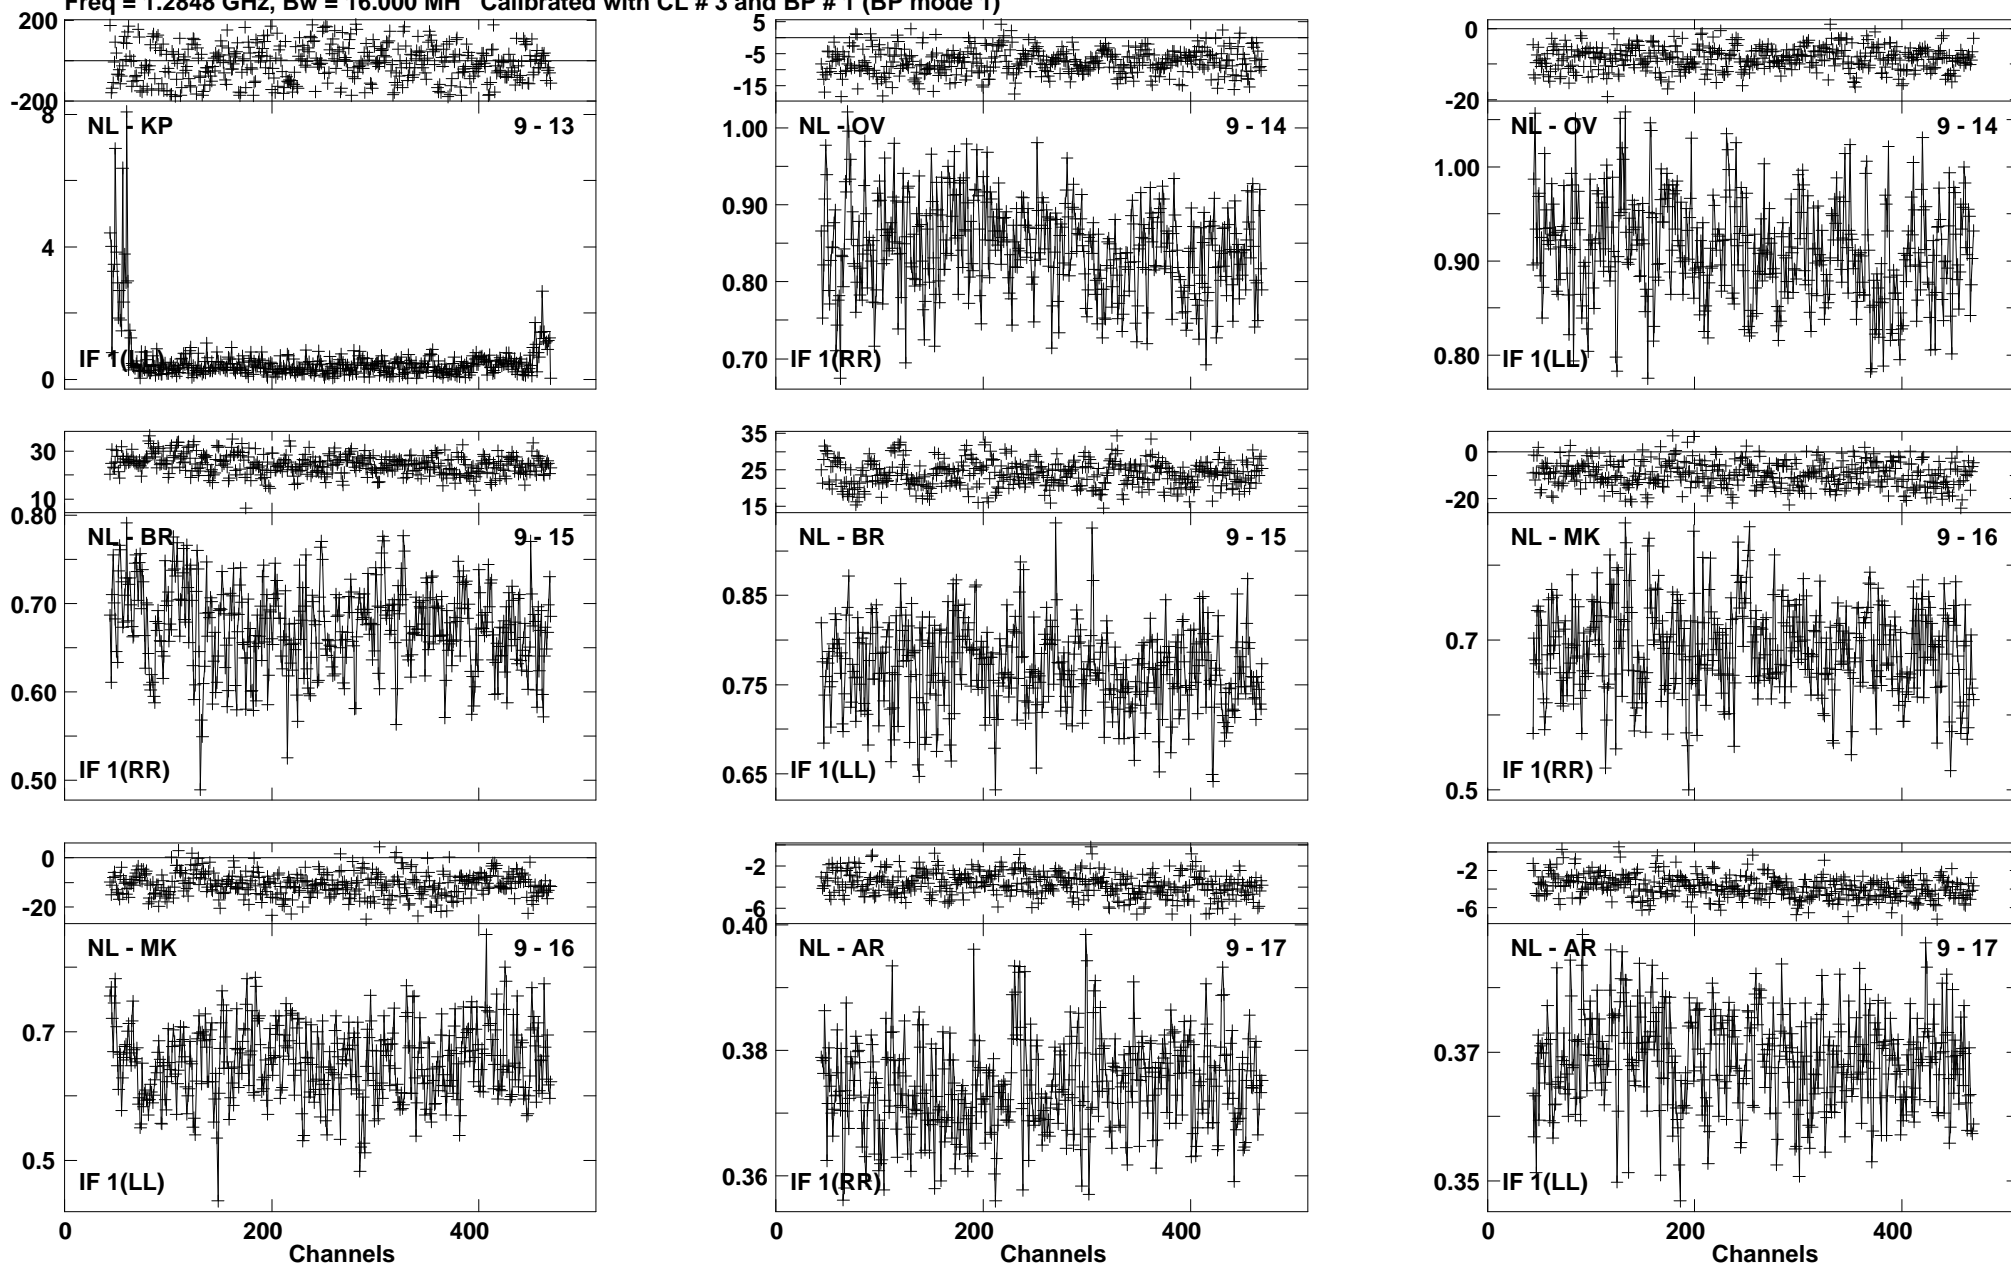 Freq = 1.2848 GHz, Bw = 16.000 MH Calibrated with CL # 3 and BP # 1 (BP mode 1)
200
-200
8
4
0
NL - KP
9 - 13
IF 1(LL)
5
-5
-15
1.00
0.90
0.80
0.70
NL - OV
9 - 14
IF 1(RR)
0
-20
1.00
0.90
0.80
NL - OV
9 - 14
IF 1(LL)
30
10
0.80
0.70
0.60
0.50
NL - BR
9 - 15
IF 1(RR)
35
25
15
0.85
0.75
0.65
NL - BR
9 - 15
IF 1(LL)
0
-20
0.7
0.5
NL - MK
9 - 16
IF 1(RR)
0
-20
0.7
0.5
NL - MK
9 - 16
IF 1(LL)
0 200 400
Channels
-2
-6
0.40
0.38
0.36
NL - AR
9 - 17
IF 1(RR)
0 200 400
Channels
-2
-6
0.37
0.35
NL - AR
9 - 17
IF 1(LL)
0 200 400
Channels